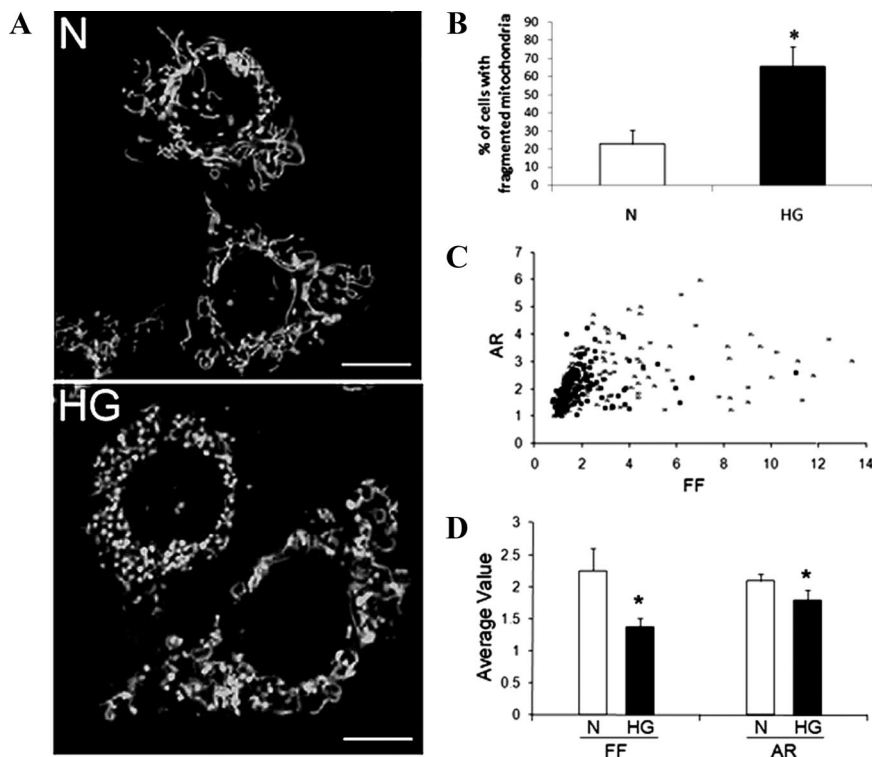 A
N
HG
B
% of cells with
fragmented mitochondria
90
80
70
60
50
40
30
20
10
0
*
N
HG
C
AR
7
6
5
4
3
2
1
0
0
2
4
6
8
10
12
14
FF
D
Average Value
3
2.5
2
1.5
1
0.5
0
*
*
N
HG
N
HG
FF
AR